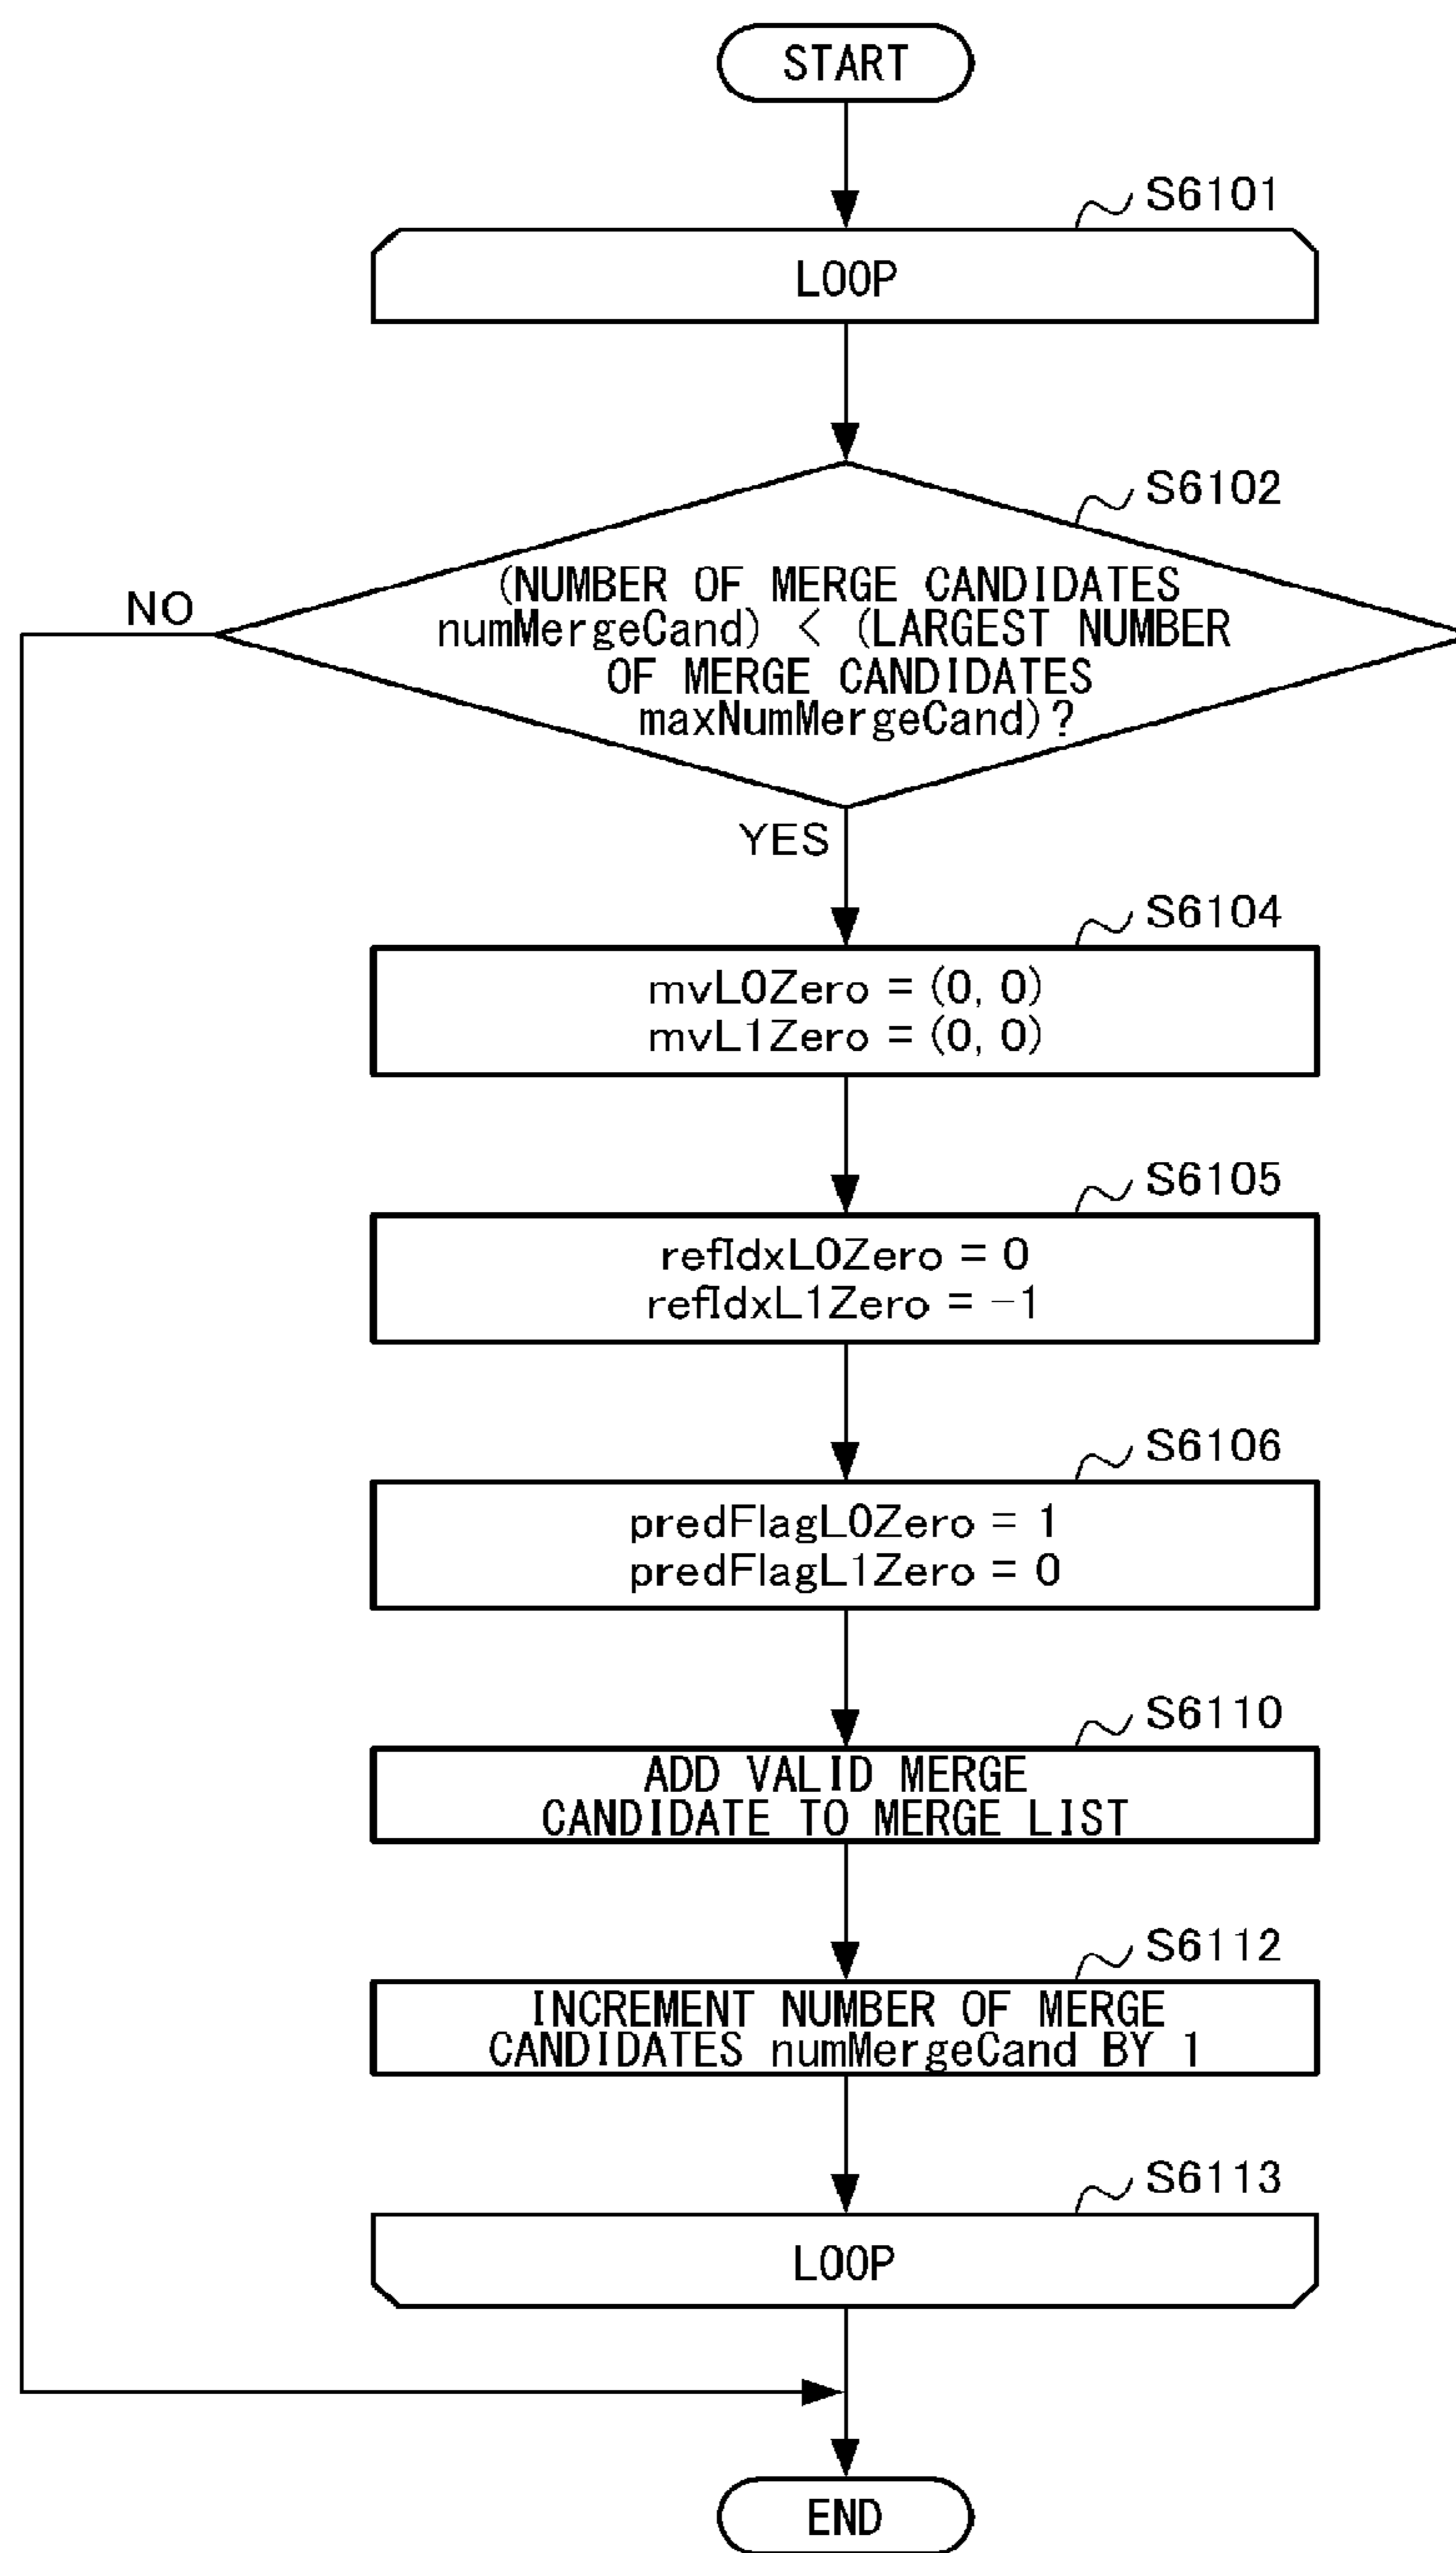 START
S6101
LOOP
S6102
NO
(NUMBER OF MERGE CANDIDATES
numMergeCand) < (LARGEST NUMBER
OF MERGE CANDIDATES
maxNumMergeCand)?
YES
S6104
mvL0Zero = (0, 0)
mvL1Zero = (0, 0)
S6105
refIdxL0Zero = 0
refIdxL1Zero = -1
S6106
predFlagL0Zero = 1
predFlagL1Zero = 0
S6110
ADD VALID MERGE
CANDIDATE TO MERGE LIST
S6112
INCREMENT NUMBER OF MERGE
CANDIDATES numMergeCand BY 1
S6113
LOOP
END